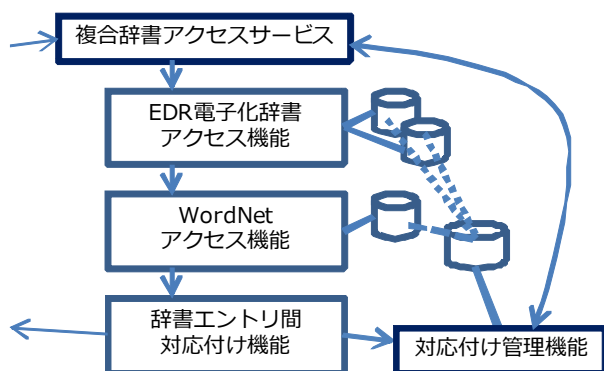 複合辞書アクセスサービス
EDR電子化辞書
アクセス機能
WordNet
アクセス機能
辞書エントリ間
対応付け機能
対応付け管理機能